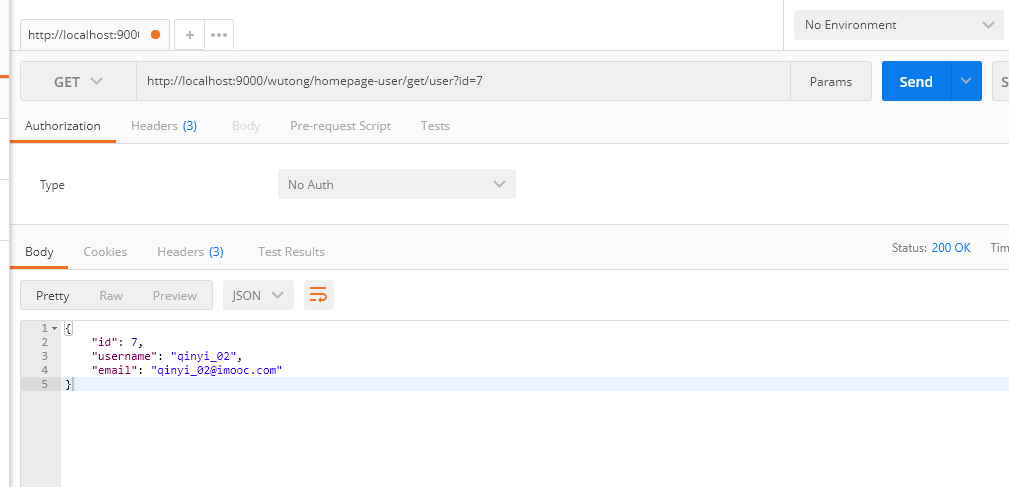 http://localhost:900
+
No Environment
GET http://localhost:9000/wutong/homepage-user/get/user?id=7 Params Send S
Authorization Headers (3) Body Pre-request Script Tests
Type No Auth
Body Cookies Headers (3) Test Results Status: 200 OK Tim
Pretty Raw Preview JSON
1 {
2 "id": 7,
3 "username": "qinyi_02",
4 "email": "qinyi_02@imooc.com"
5 }